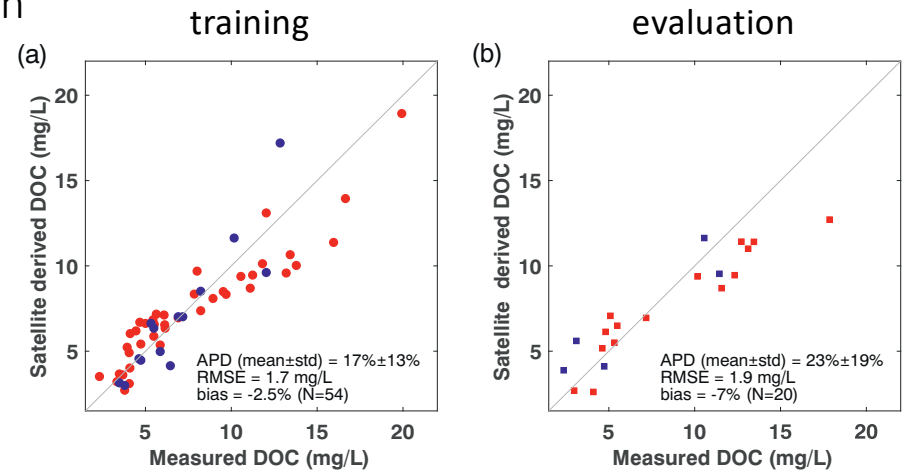 n
training
evaluation
(a)
(b)
Satellite derived DOC (mg/L)
20
15
10
5
APD (mean±std) = 17%±13%
RMSE = 1.7 mg/L
bias = -2.5% (N=54)
5 10 15 20
Measured DOC (mg/L)
Satellite derived DOC (mg/L)
20
15
10
5
APD (mean±std) = 23%±19%
RMSE = 1.9 mg/L
bias = -7% (N=20)
5 10 15 20
Measured DOC (mg/L)